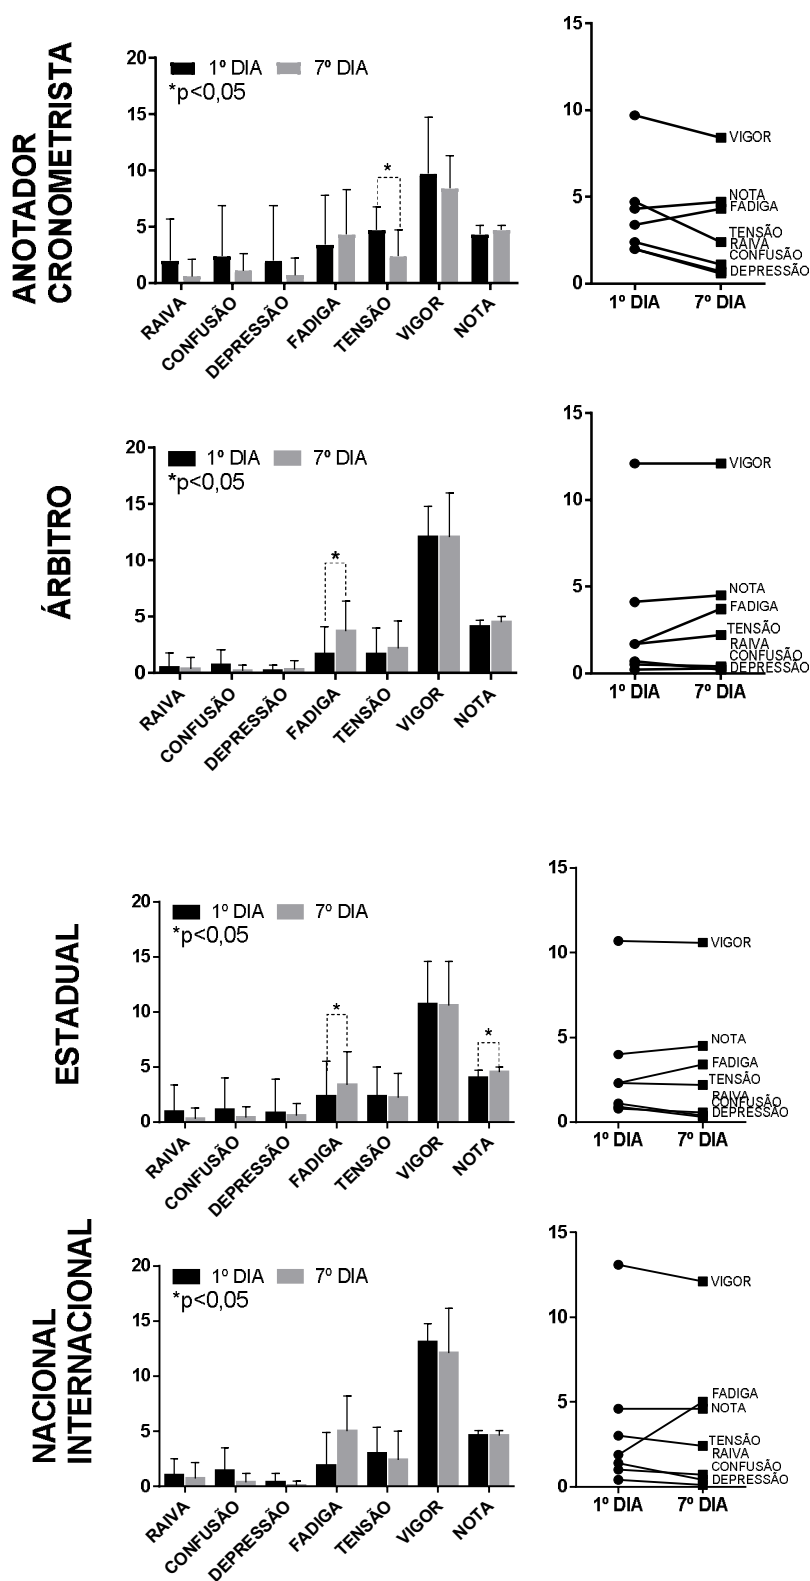 ANOTADOR
CRONOMETRISTA
20
15
10
5
0
1º DIA
7º DIA
*p<0,05
*
RAIVA
CONFUSÃO
DEPRESSÃO
FADIGA
TENSÃO
VIGOR
NOTA
15
10
5
0
VIGOR
NOTA
FADIGA
TENSÃO
RAIVA
CONFUSÃO
DEPRESSÃO
1º DIA
7º DIA
ÁRBITRO
20
15
10
5
0
1º DIA
7º DIA
*p<0,05
*
RAIVA
CONFUSÃO
DEPRESSÃO
FADIGA
TENSÃO
VIGOR
NOTA
15
10
5
0
VIGOR
NOTA
FADIGA
TENSÃO
RAIVA
CONFUSÃO
DEPRESSÃO
1º DIA
7º DIA
ESTADUAL
20
15
10
5
0
1º DIA
7º DIA
*p<0,05
*
*
RAIVA
CONFUSÃO
DEPRESSÃO
FADIGA
TENSÃO
VIGOR
NOTA
15
10
5
0
VIGOR
NOTA
FADIGA
TENSÃO
RAIVA
CONFUSÃO
DEPRESSÃO
1º DIA
7º DIA
NACIONAL
INTERNACIONAL
20
15
10
5
0
1º DIA
7º DIA
*p<0,05
RAIVA
CONFUSÃO
DEPRESSÃO
FADIGA
TENSÃO
VIGOR
NOTA
15
10
5
0
VIGOR
FADIGA
NOTA
TENSÃO
RAIVA
CONFUSÃO
DEPRESSÃO
1º DIA
7º DIA